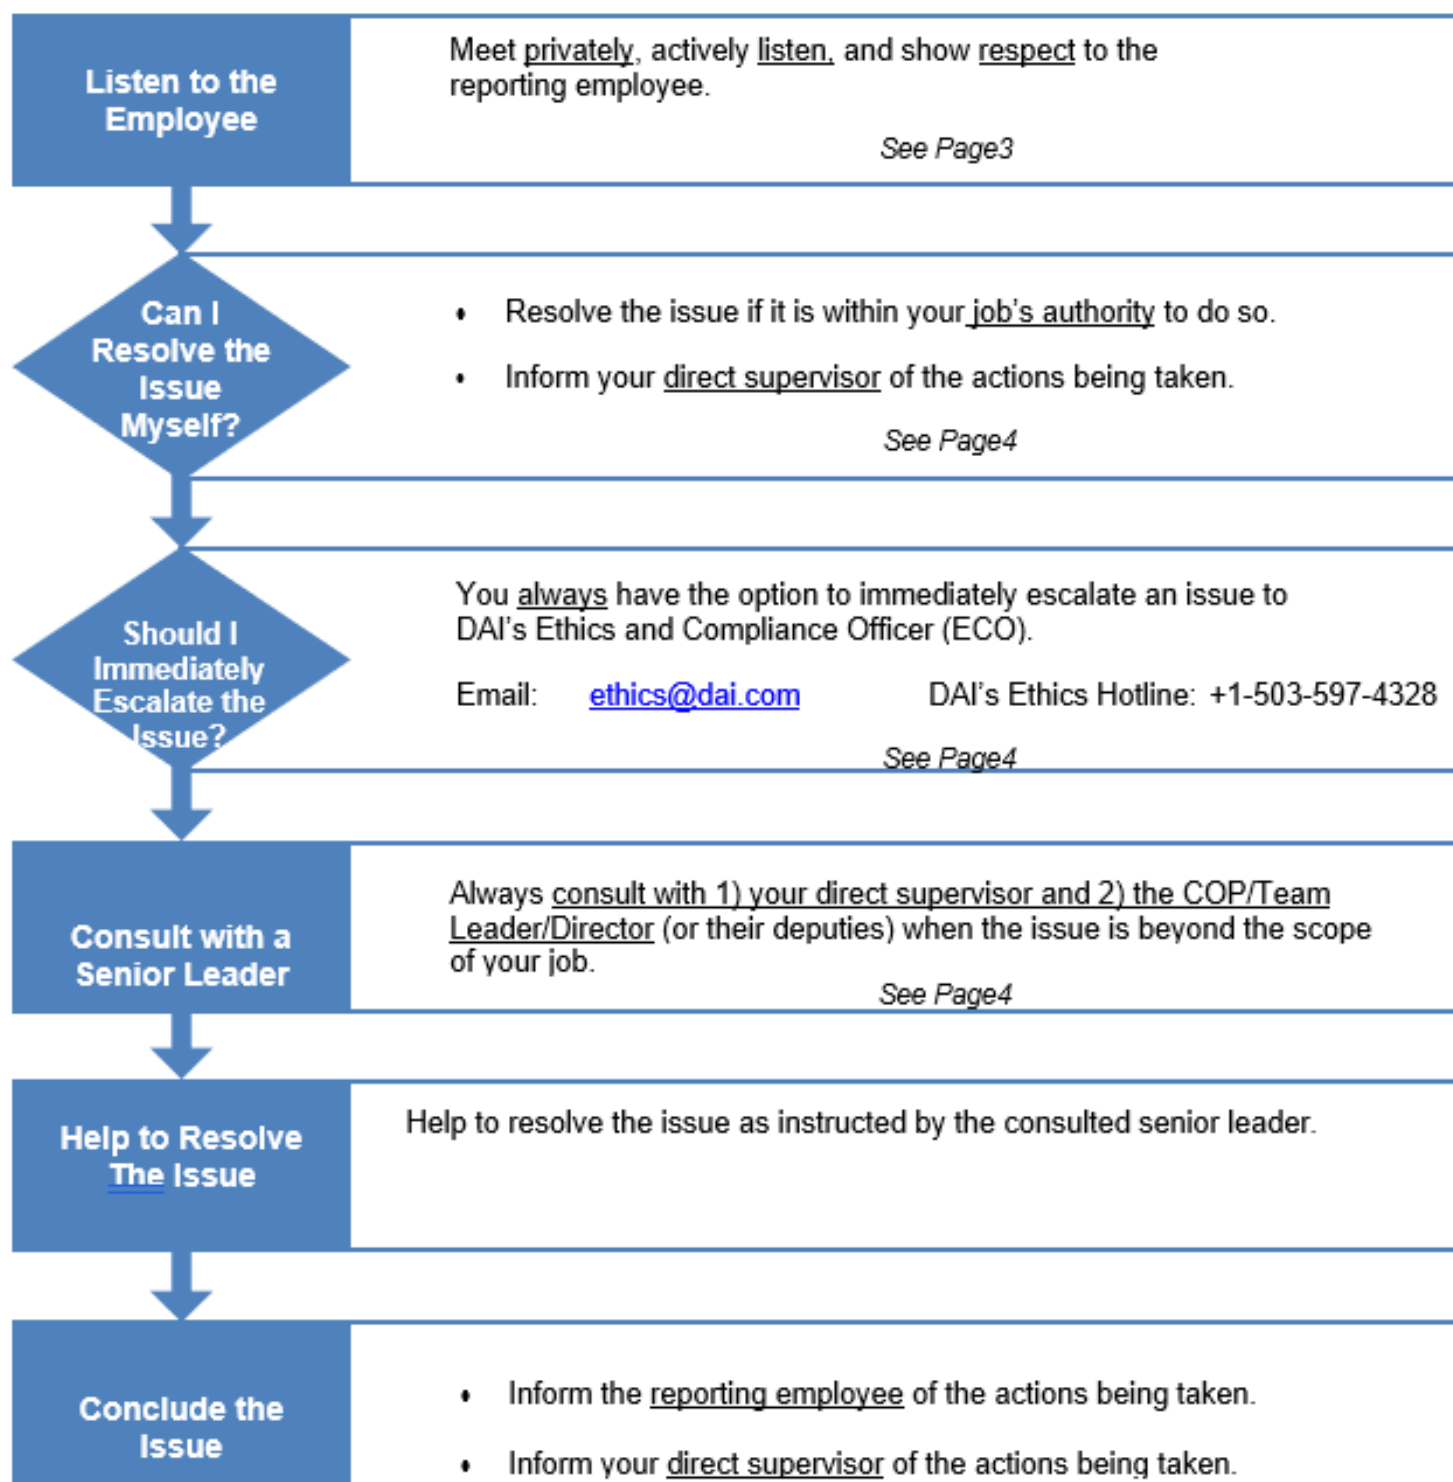 Listen to the
Employee
Meet privately, actively listen, and show respect to the
reporting employee.
See Page3
Can I
Resolve the
Issue
Myself?
• Resolve the issue if it is within your job's authority to do so.
• Inform your direct supervisor of the actions being taken.
See Page4
Should I
Immediately
Escalate the
Issue?
You always have the option to immediately escalate an issue to
DAI's Ethics and Compliance Officer (ECO).
Email: ethics@dai.com DAI's Ethics Hotline: +1-503-597-4328
See Page4
Consult with a
Senior Leader
Always consult with 1) your direct supervisor and 2) the COP/Team
Leader/Director (or their deputies) when the issue is beyond the scope
of your job.
See Page4
Help to Resolve
The Issue
Help to resolve the issue as instructed by the consulted senior leader.
Conclude the
Issue
• Inform the reporting employee of the actions being taken.
• Inform your direct supervisor of the actions being taken.